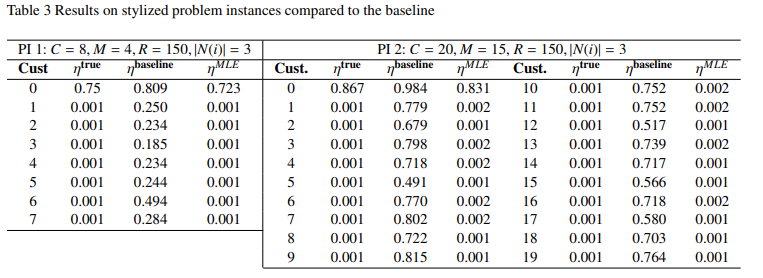 Table 3 Results on stylized problem instances compared to the baseline
PI 1: C = 8, M = 4, R = 150, |N(i)| = 3 PI 2: C = 20, M = 15, R = 150, |N(i)| = 3
Cust η^true η^baseline η^MLE Cust. η^true η^baseline η^MLE Cust. η^true η^baseline η^MLE
0 0.75 0.809 0.723 0 0.867 0.984 0.831 10 0.001 0.752 0.002
1 0.001 0.250 0.001 1 0.001 0.779 0.002 11 0.001 0.752 0.002
2 0.001 0.234 0.001 2 0.001 0.679 0.001 12 0.001 0.517 0.001
3 0.001 0.185 0.001 3 0.001 0.798 0.002 13 0.001 0.739 0.002
4 0.001 0.234 0.001 4 0.001 0.718 0.002 14 0.001 0.717 0.001
5 0.001 0.244 0.001 5 0.001 0.491 0.001 15 0.001 0.566 0.001
6 0.001 0.494 0.001 6 0.001 0.770 0.002 16 0.001 0.718 0.002
7 0.001 0.284 0.001 7 0.001 0.802 0.002 17 0.001 0.580 0.001
8 0.001 0.722 0.001 18 0.001 0.703 0.001
9 0.001 0.815 0.001 19 0.001 0.764 0.001